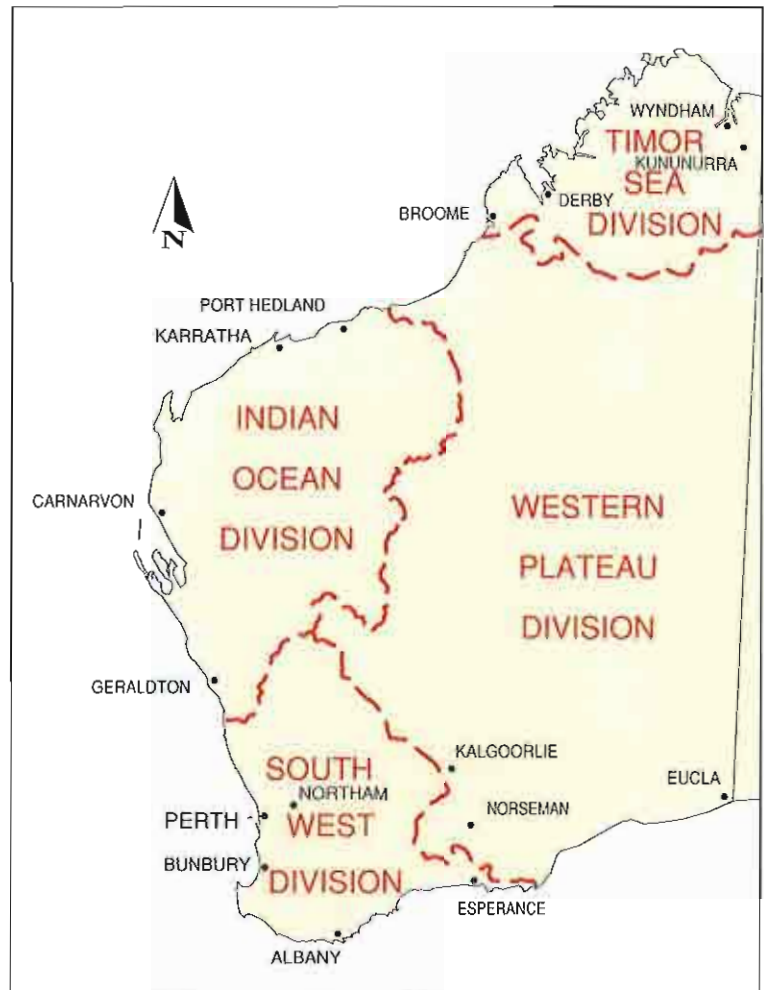 WYNDHAM
TIMOR
KUNUNURRA
SEA
DERBY
BROOME
DIVISION
N
PORT HEDLAND
KARRATHA
INDIAN
OCEAN
CARNARVON
WESTERN
DIVISION
PLATEAU
DIVISION
GERALDTON
KALGOORLIE
SOUTH
EUCLA
NORTHAM
NORSEMAN
PERTH
WEST
BUNBURY
DIVISION
ESPERANCE
ALBANY